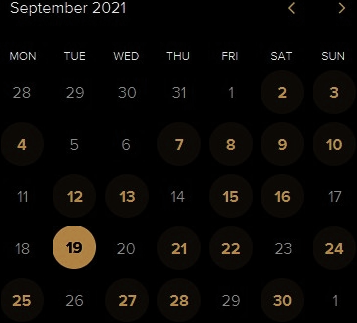 September 2021
MON TUE WED THU FRI SAT SUN
28 29 30 31 1 2 3
4 5 6 7 8 9 10
11 12 13 14 15 16 17
18 19 20 21 22 23 24
25 26 27 28 29 30 1